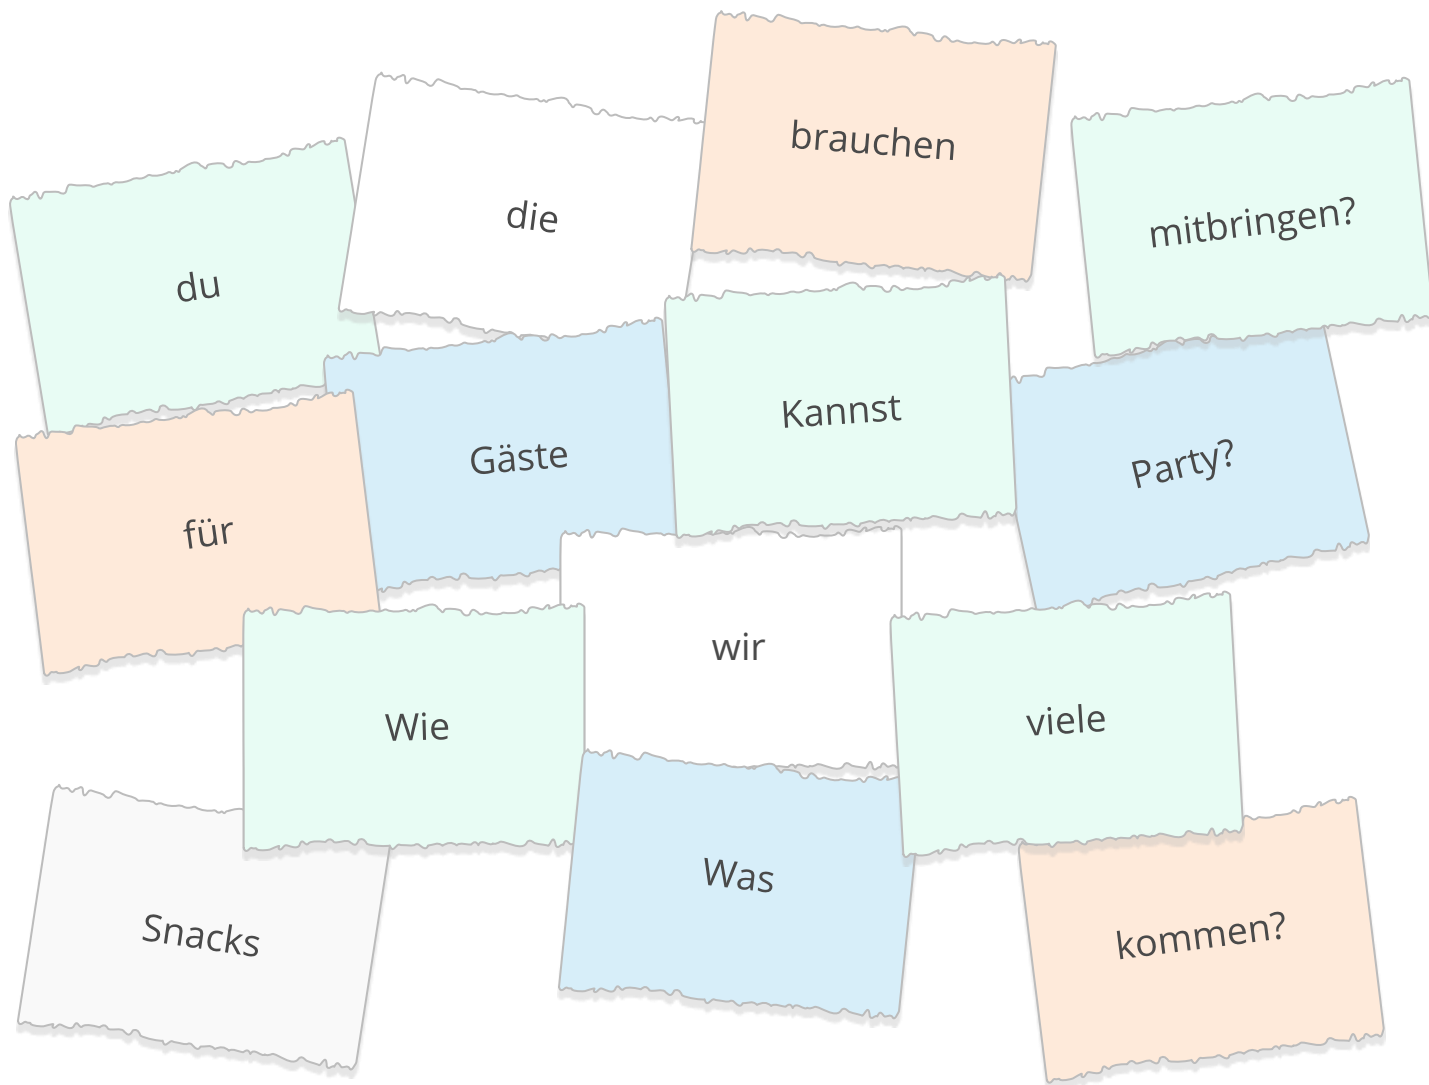 brauchen
die
mitbringen?
du
Kannst
Gäste
Party?
für
wir
Wie
viele
Was
Snacks
kommen?